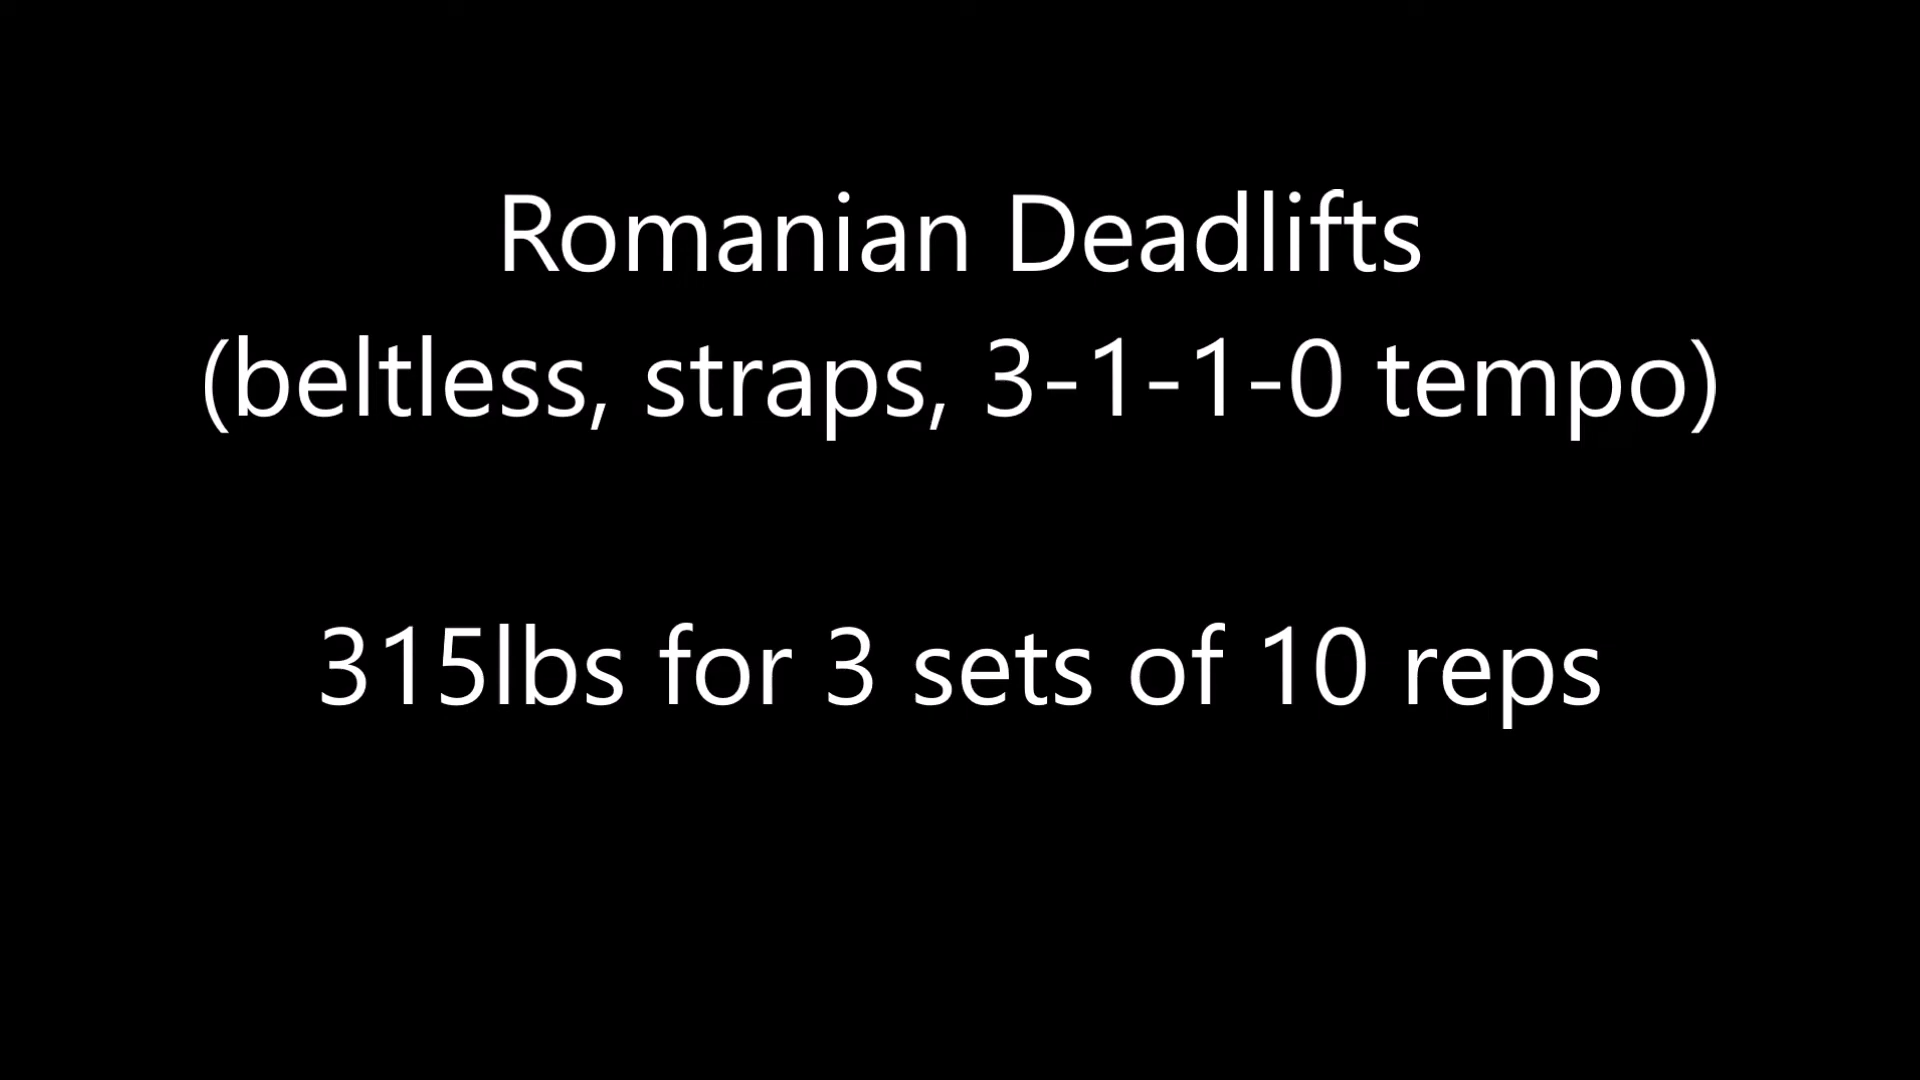 Romanian Deadlifts
(beltless, straps, 3-1-1-0 tempo)
315lbs for 3 sets of 10 reps